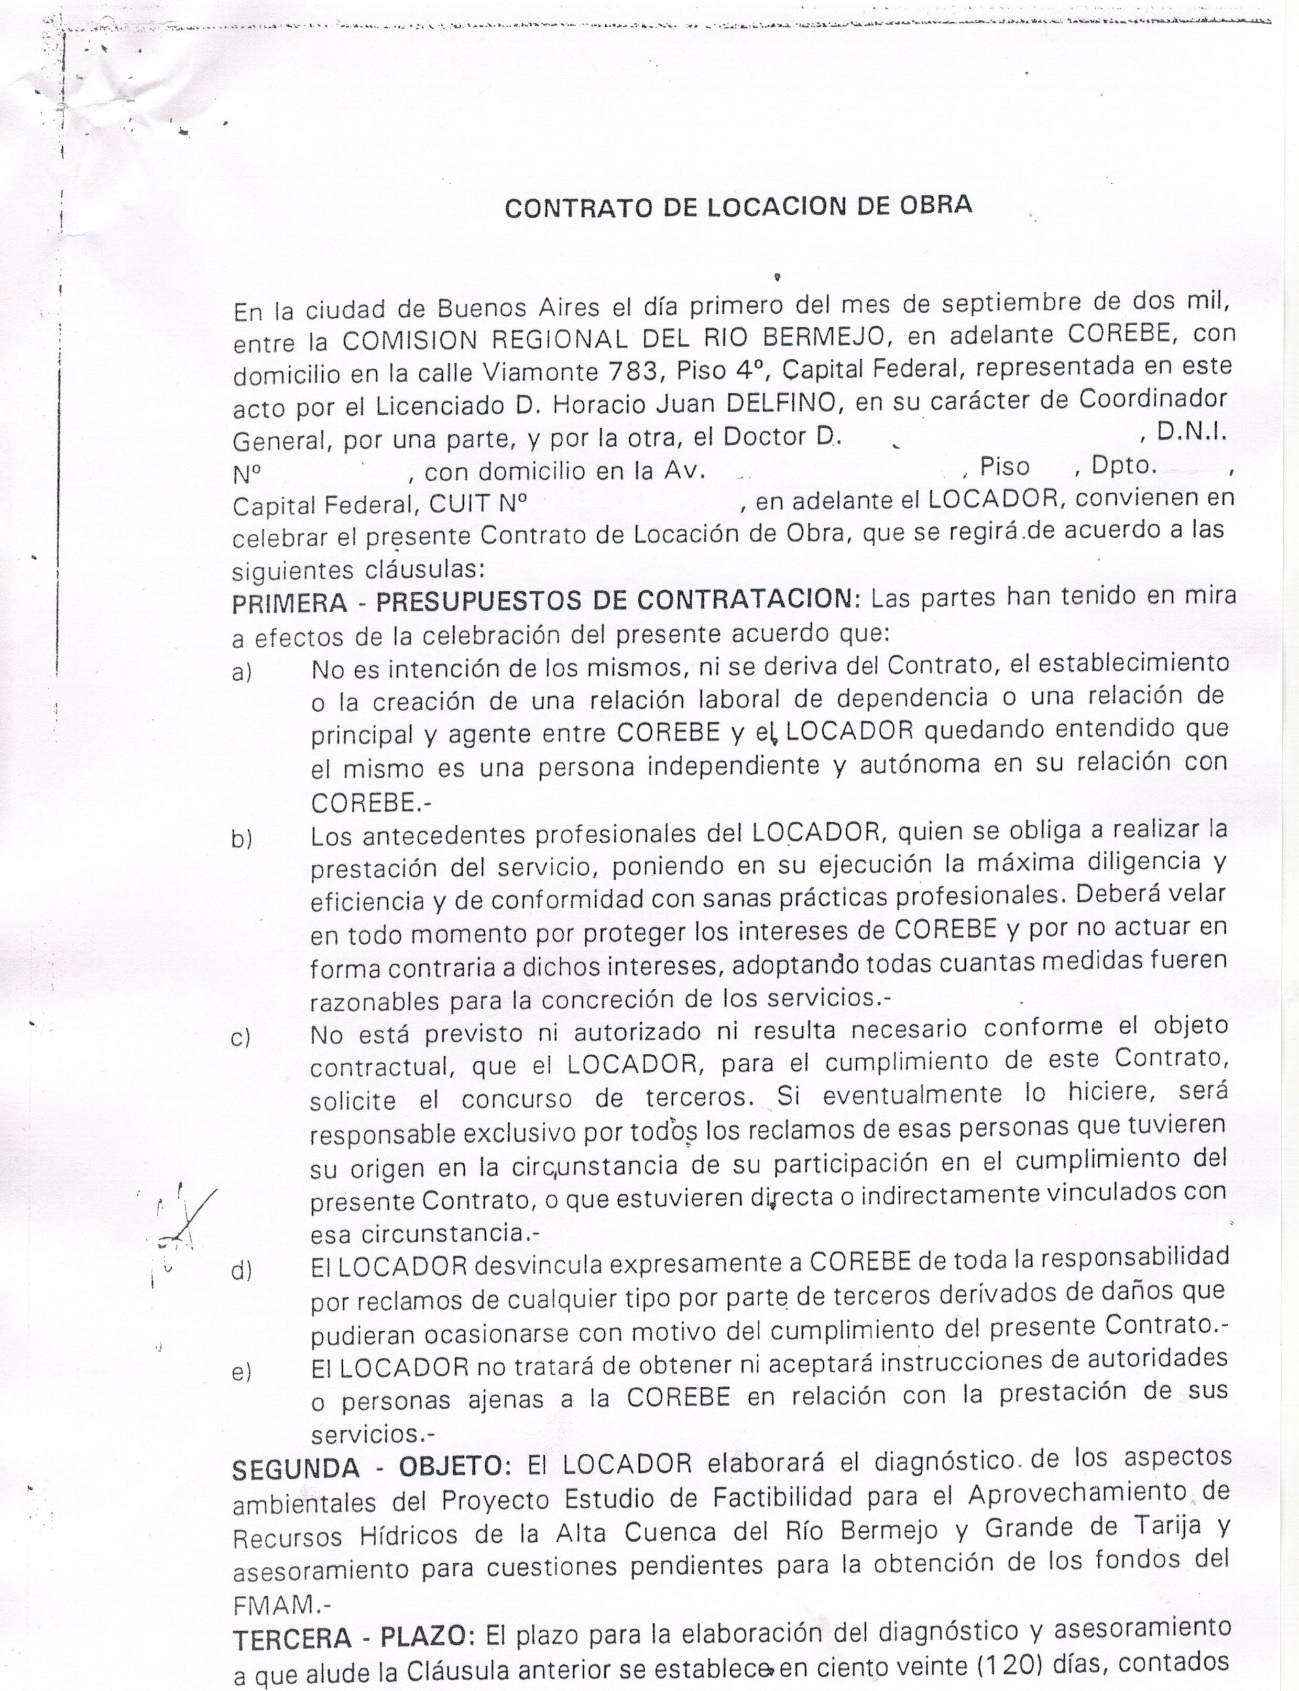 CONTRATO DE LOCACION DE OBRA
En la ciudad de Buenos Aires el día primero del mes de septiembre de dos mil,
entre la COMISION REGIONAL DEL RIO BERMEJO, en adelante COREBE, con
domicilio en la calle Viamonte 783, Piso 4º, Capital Federal, representada en este
acto por el Licenciado D. Horacio Juan DELFINO, en su carácter de Coordinador
General, por una parte, y por la otra, el Doctor D. , D.N.I.
Nº , con domicilio en la Av. , Piso , Dpto. ,
Capital Federal, CUIT Nº , en adelante el LOCADOR, convienen en
celebrar el presente Contrato de Locación de Obra, que se regirá de acuerdo a las
siguientes cláusulas:
PRIMERA - PRESUPUESTOS DE CONTRATACION: Las partes han tenido en mira
a efectos de la celebración del presente acuerdo que:
a) No es intención de los mismos, ni se deriva del Contrato, el establecimiento
o la creación de una relación laboral de dependencia o una relación de
principal y agente entre COREBE y el LOCADOR quedando entendido que
el mismo es una persona independiente y autónoma en su relación con
COREBE.-
b) Los antecedentes profesionales del LOCADOR, quien se obliga a realizar la
prestación del servicio, poniendo en su ejecución la máxima diligencia y
eficiencia y de conformidad con sanas prácticas profesionales. Deberá velar
en todo momento por proteger los intereses de COREBE y por no actuar en
forma contraria a dichos intereses, adoptando todas cuantas medidas fueren
razonables para la concreción de los servicios.-
c) No está previsto ni autorizado ni resulta necesario conforme el objeto
contractual, que el LOCADOR, para el cumplimiento de este Contrato,
solicite el concurso de terceros. Si eventualmente lo hiciere, será
responsable exclusivo por todos los reclamos de esas personas que tuvieren
su origen en la circunstancia de su participación en el cumplimiento del
presente Contrato, o que estuvieren directa o indirectamente vinculados con
esa circunstancia.-
d) El LOCADOR desvincula expresamente a COREBE de toda la responsabilidad
por reclamos de cualquier tipo por parte de terceros derivados de daños que
pudieran ocasionarse con motivo del cumplimiento del presente Contrato.-
e) El LOCADOR no tratará de obtener ni aceptará instrucciones de autoridades
o personas ajenas a la COREBE en relación con la prestación de sus
servicios.-
SEGUNDA - OBJETO: El LOCADOR elaborará el diagnóstico de los aspectos
ambientales del Proyecto Estudio de Factibilidad para el Aprovechamiento de
Recursos Hídricos de la Alta Cuenca del Río Bermejo y Grande de Tarija y
asesoramiento para cuestiones pendientes para la obtención de los fondos del
FMAM.-
TERCERA - PLAZO: El plazo para la elaboración del diagnóstico y asesoramiento
a que alude la Cláusula anterior se establece en ciento veinte (120) días, contados